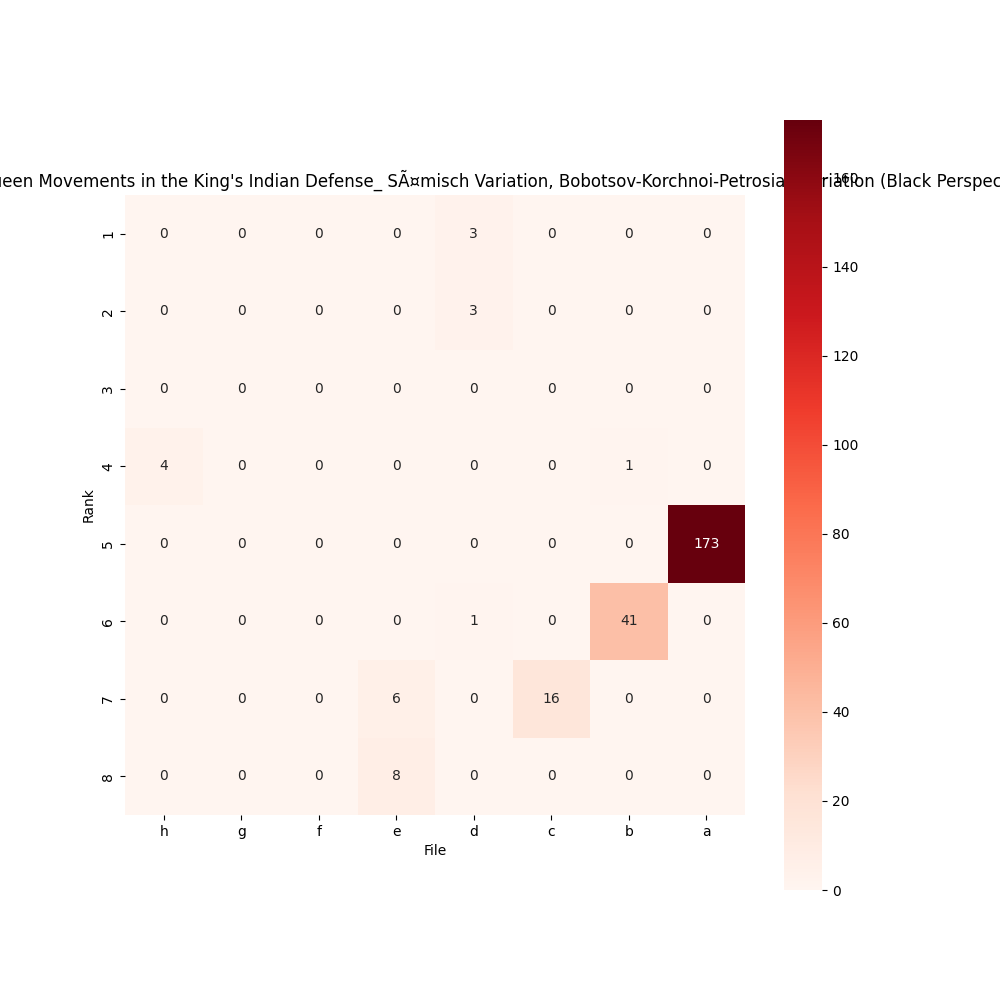 ueen Movements in the King's Indian Defense_ SÃ¤misch Variation, Bobotsov-Korchnoi-Petrosian Variation (Black Perspec
160
1 0 0 0 0 3 0 0 0
140
2 0 0 0 0 3 0 0 0
120
3 0 0 0 0 0 0 0 0
100
4 4 0 0 0 0 0 1 0
Rank
80
5 0 0 0 0 0 0 0 173
60
6 0 0 0 0 1 0 41 0
40
7 0 0 0 6 0 16 0 0
20
8 0 0 0 8 0 0 0 0
h g f e d c b a
File
0